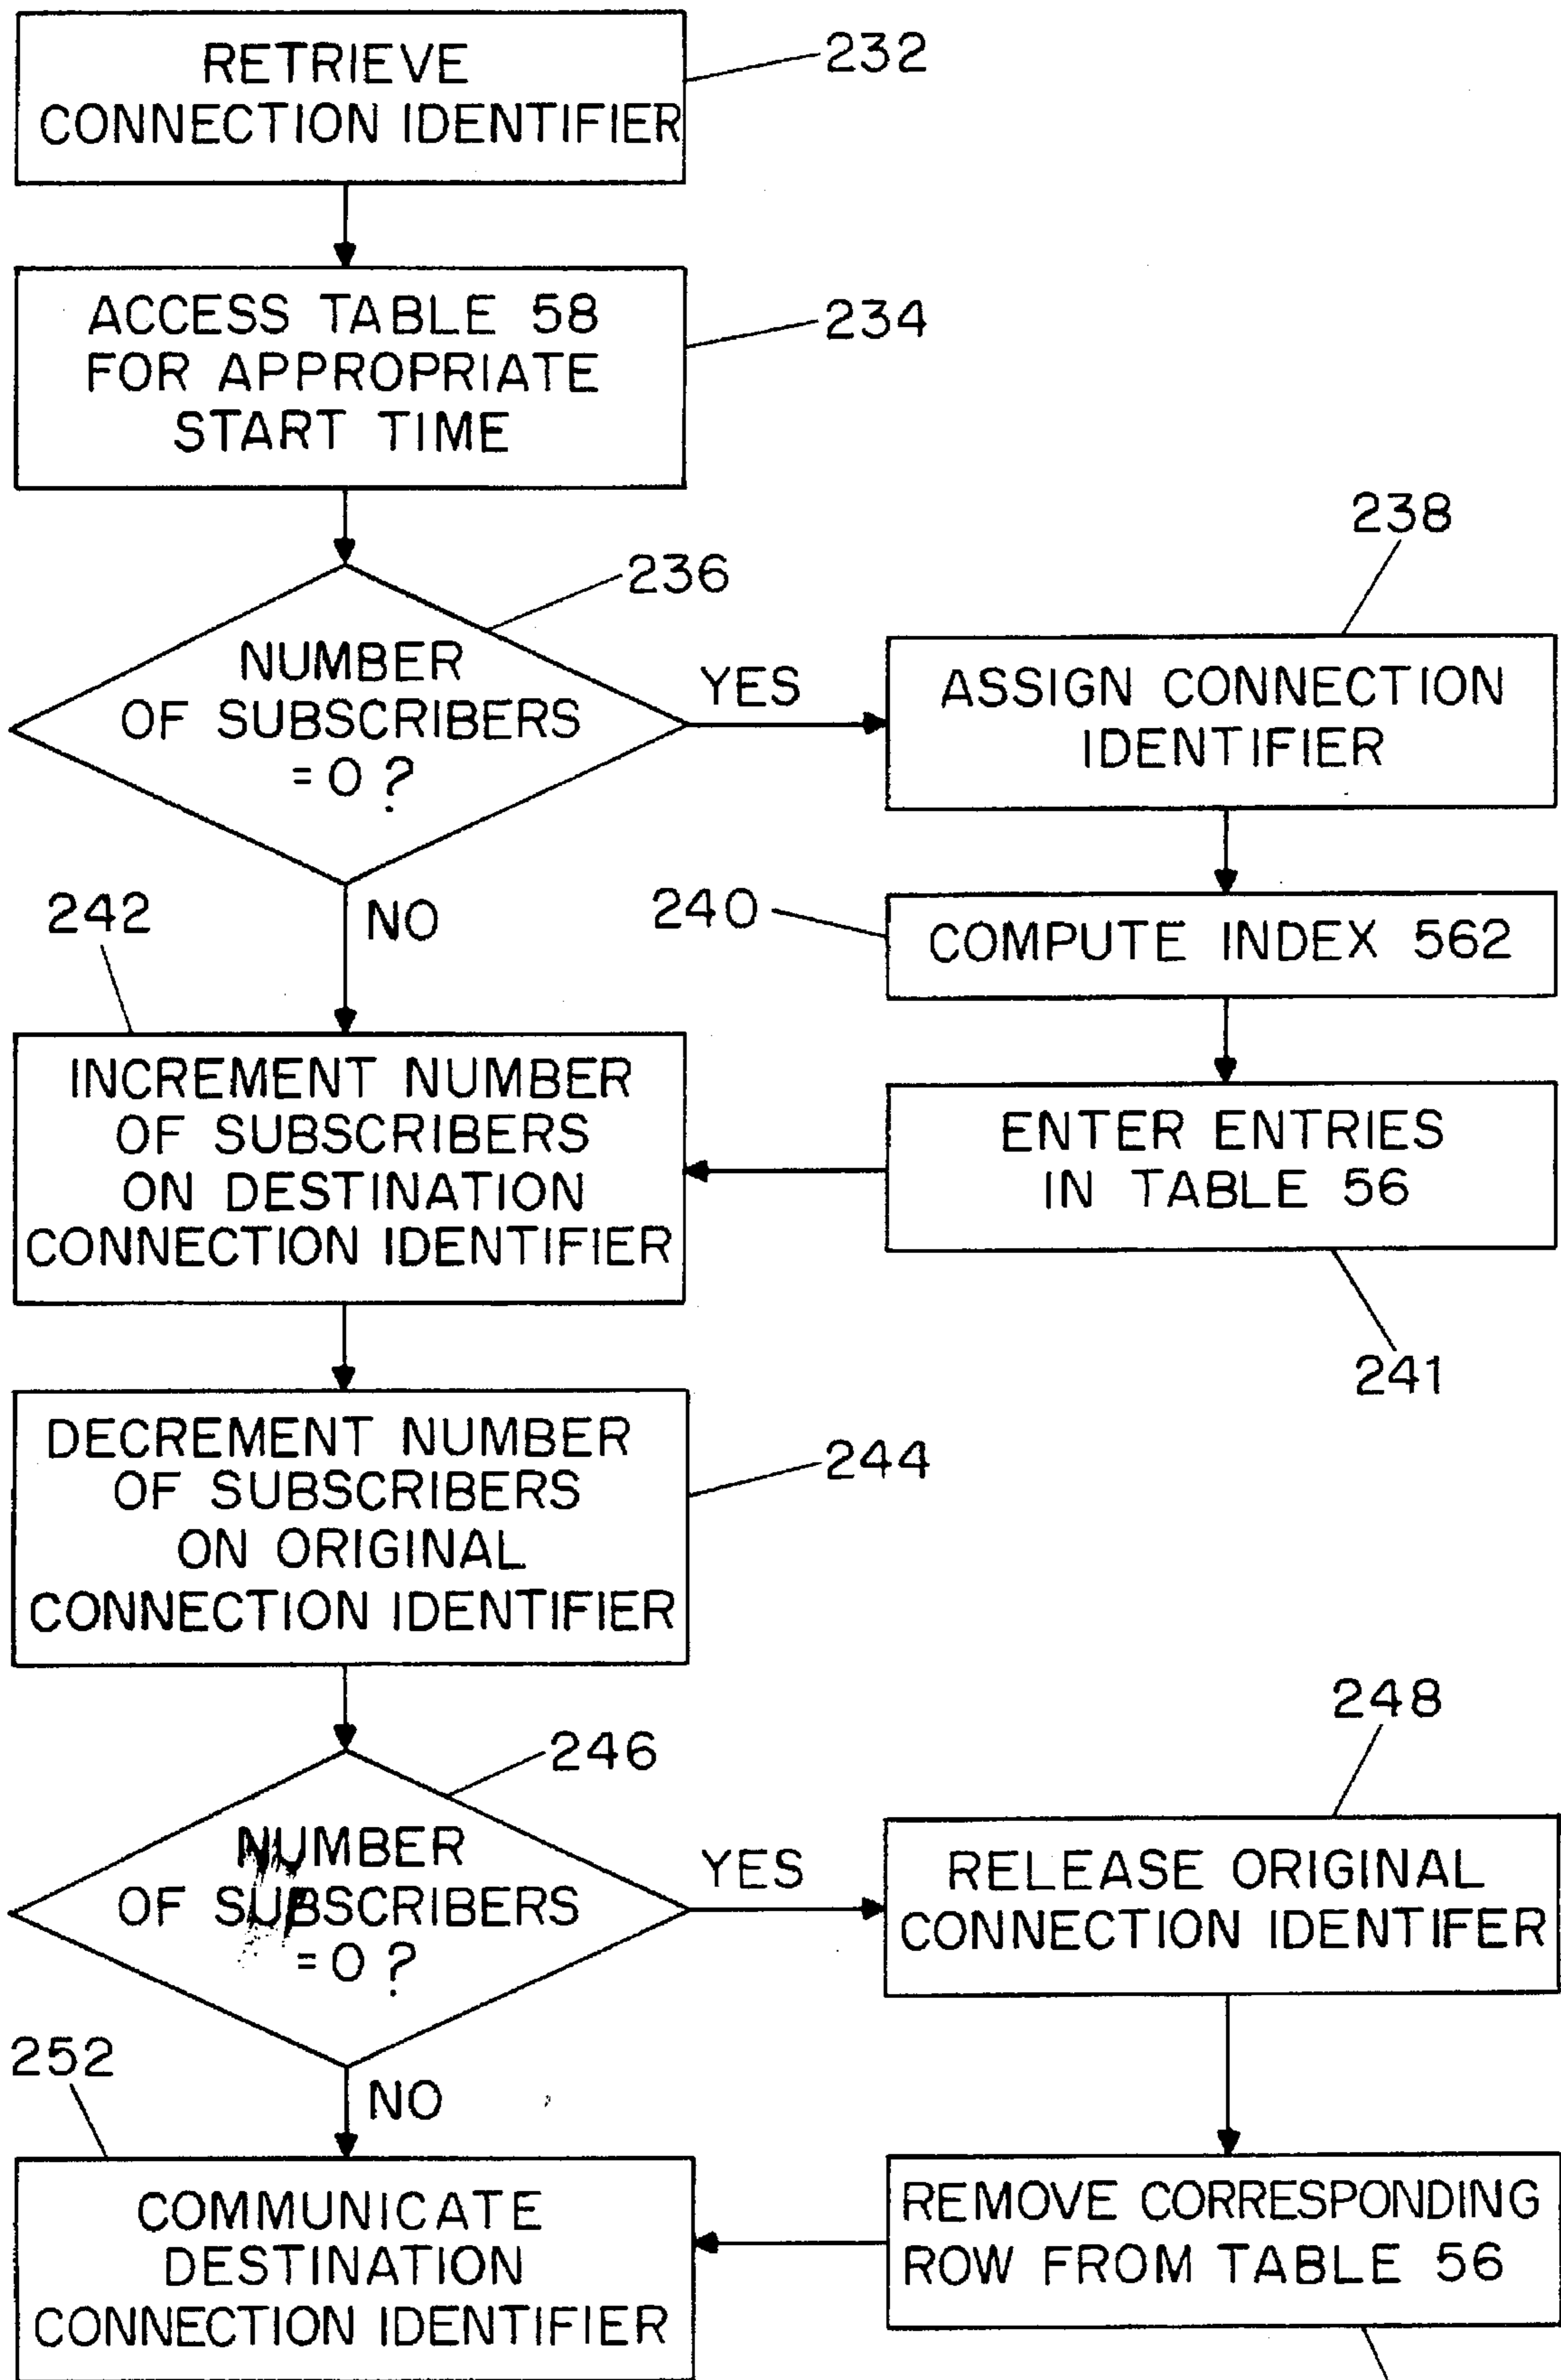 RETRIEVE
CONNECTION IDENTIFIER
232
ACCESS TABLE 58
FOR APPROPRIATE
START TIME
234
NUMBER
OF SUBSCRIBERS
= 0 ?
236
YES
NO
238
ASSIGN CONNECTION
IDENTIFIER
240
COMPUTE INDEX 562
ENTER ENTRIES
IN TABLE 56
241
242
INCREMENT NUMBER
OF SUBSCRIBERS
ON DESTINATION
CONNECTION IDENTIFIER
DECREMENT NUMBER
OF SUBSCRIBERS
ON ORIGINAL
CONNECTION IDENTIFIER
244
NUMBER
OF SUBSCRIBERS
= 0 ?
246
YES
NO
248
RELEASE ORIGINAL
CONNECTION IDENTIFER
REMOVE CORRESPONDING
ROW FROM TABLE 56
252
COMMUNICATE
DESTINATION
CONNECTION IDENTIFIER